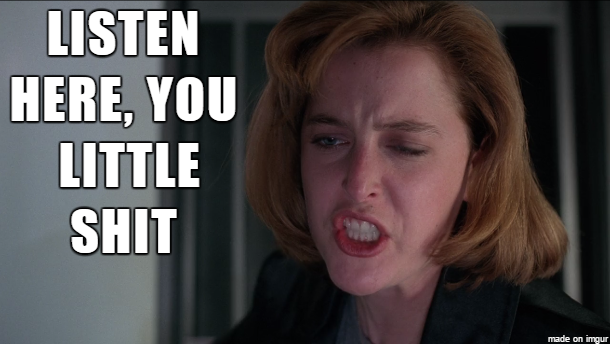 LISTEN
HERE, YOU
LITTLE
SHIT
made on imgur